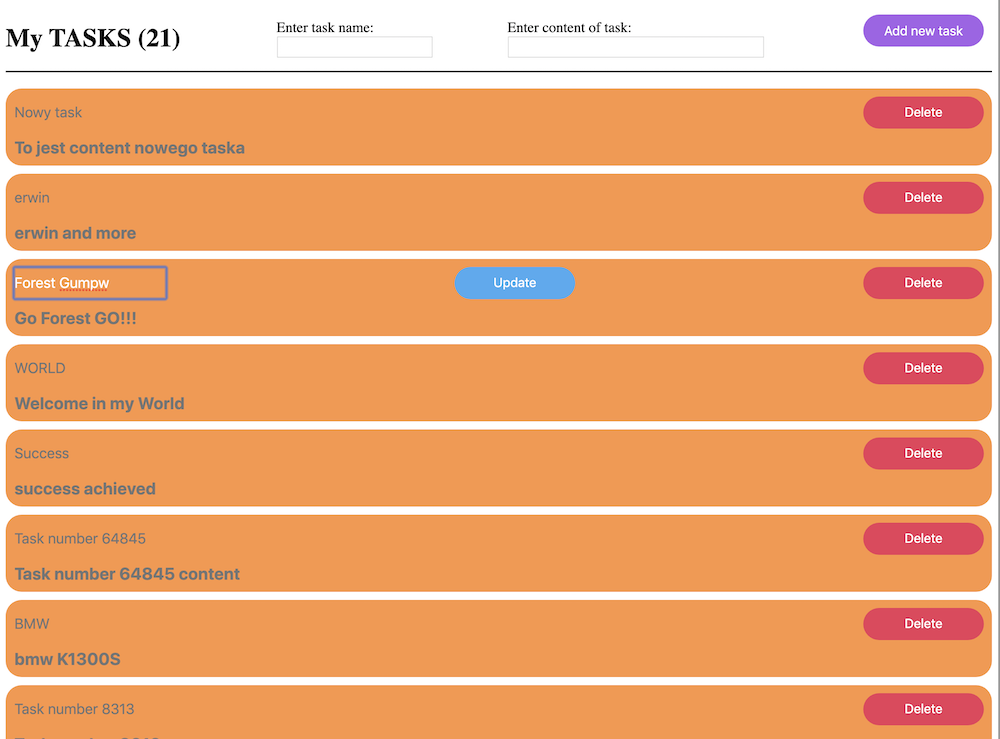 My TASKS (21)
Enter task name:
Enter content of task:
Add new task
Nowy task
Delete
To jest content nowego taska
erwin
Delete
erwin and more
Forest Gumpw
Update
Delete
Go Forest GO!!!
WORLD
Delete
Welcome in my World
Success
Delete
success achieved
Task number 64845
Delete
Task number 64845 content
BMW
Delete
bmw K1300S
Task number 8313
Delete